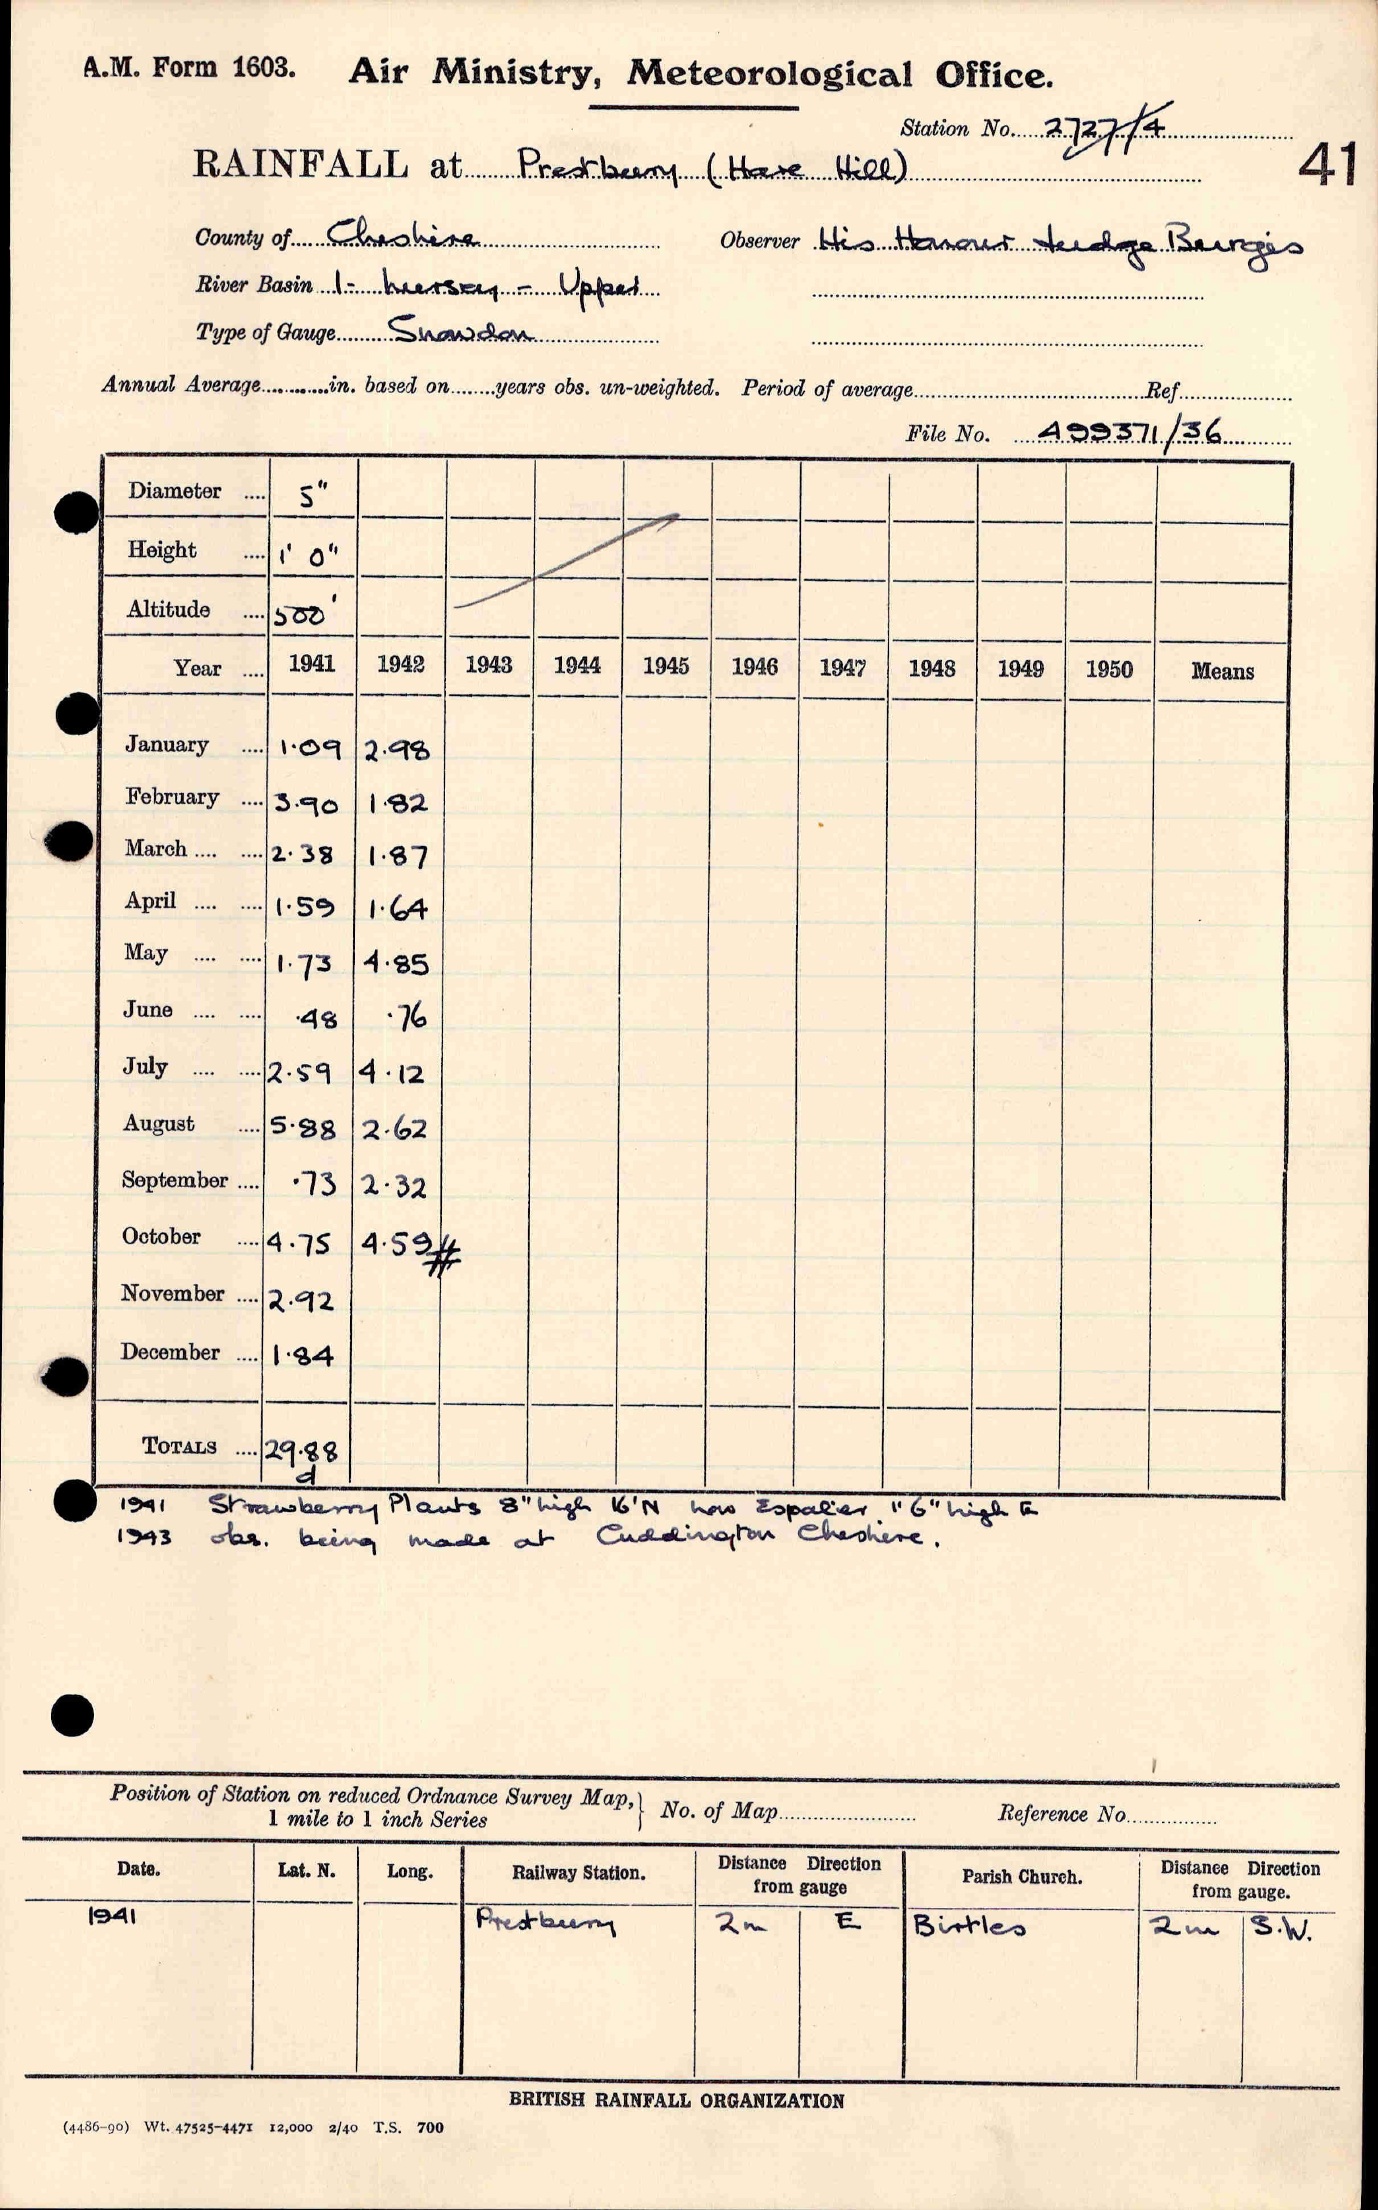 A.M. Form 1603. Air Ministry, Meteorological Office.
Station No. 2727/4
RAINFALL at Prestbury (Hare Hill)
41
County of Cheshire Observer His Honour Judge Burgis
River Basin 1- Mersey - Upper
Type of Gauge Snowdon
Annual Average in. based on years obs. un-weighted. Period of average Ref
File No. A99371/36
Diameter 5"
Height 1' 0"
Altitude 500'
Year 1941 1942 1943 1944 1945 1946 1947 1948 1949 1950 Means
January 1.09 2.98
February 3.90 1.82
March 2.38 1.87
April 1.59 1.64
May 1.73 4.85
June .48 .76
July 2.59 4.12
August 5.88 2.62
September .73 2.32
October 4.75 4.59#
November 2.92
December 1.84
TOTALS 29.88
d
1941 Strawberry Plants 8" high 16'N now Espalier "6" high E
1943 obs. being made at Cuddington Cheshire.
Position of Station on reduced Ordnance Survey Map, } No. of Map Reference No.
1 mile to 1 inch Series
Date. Lat. N. Long. Railway Station. Distance Direction Parish Church. Distance Direction
from gauge from gauge.
1941 Prestbury 2m E Birtles 2m S.W.
BRITISH RAINFALL ORGANIZATION
(4486-90) Wt. 47525-4471 12,000 2/40 T.S. 700